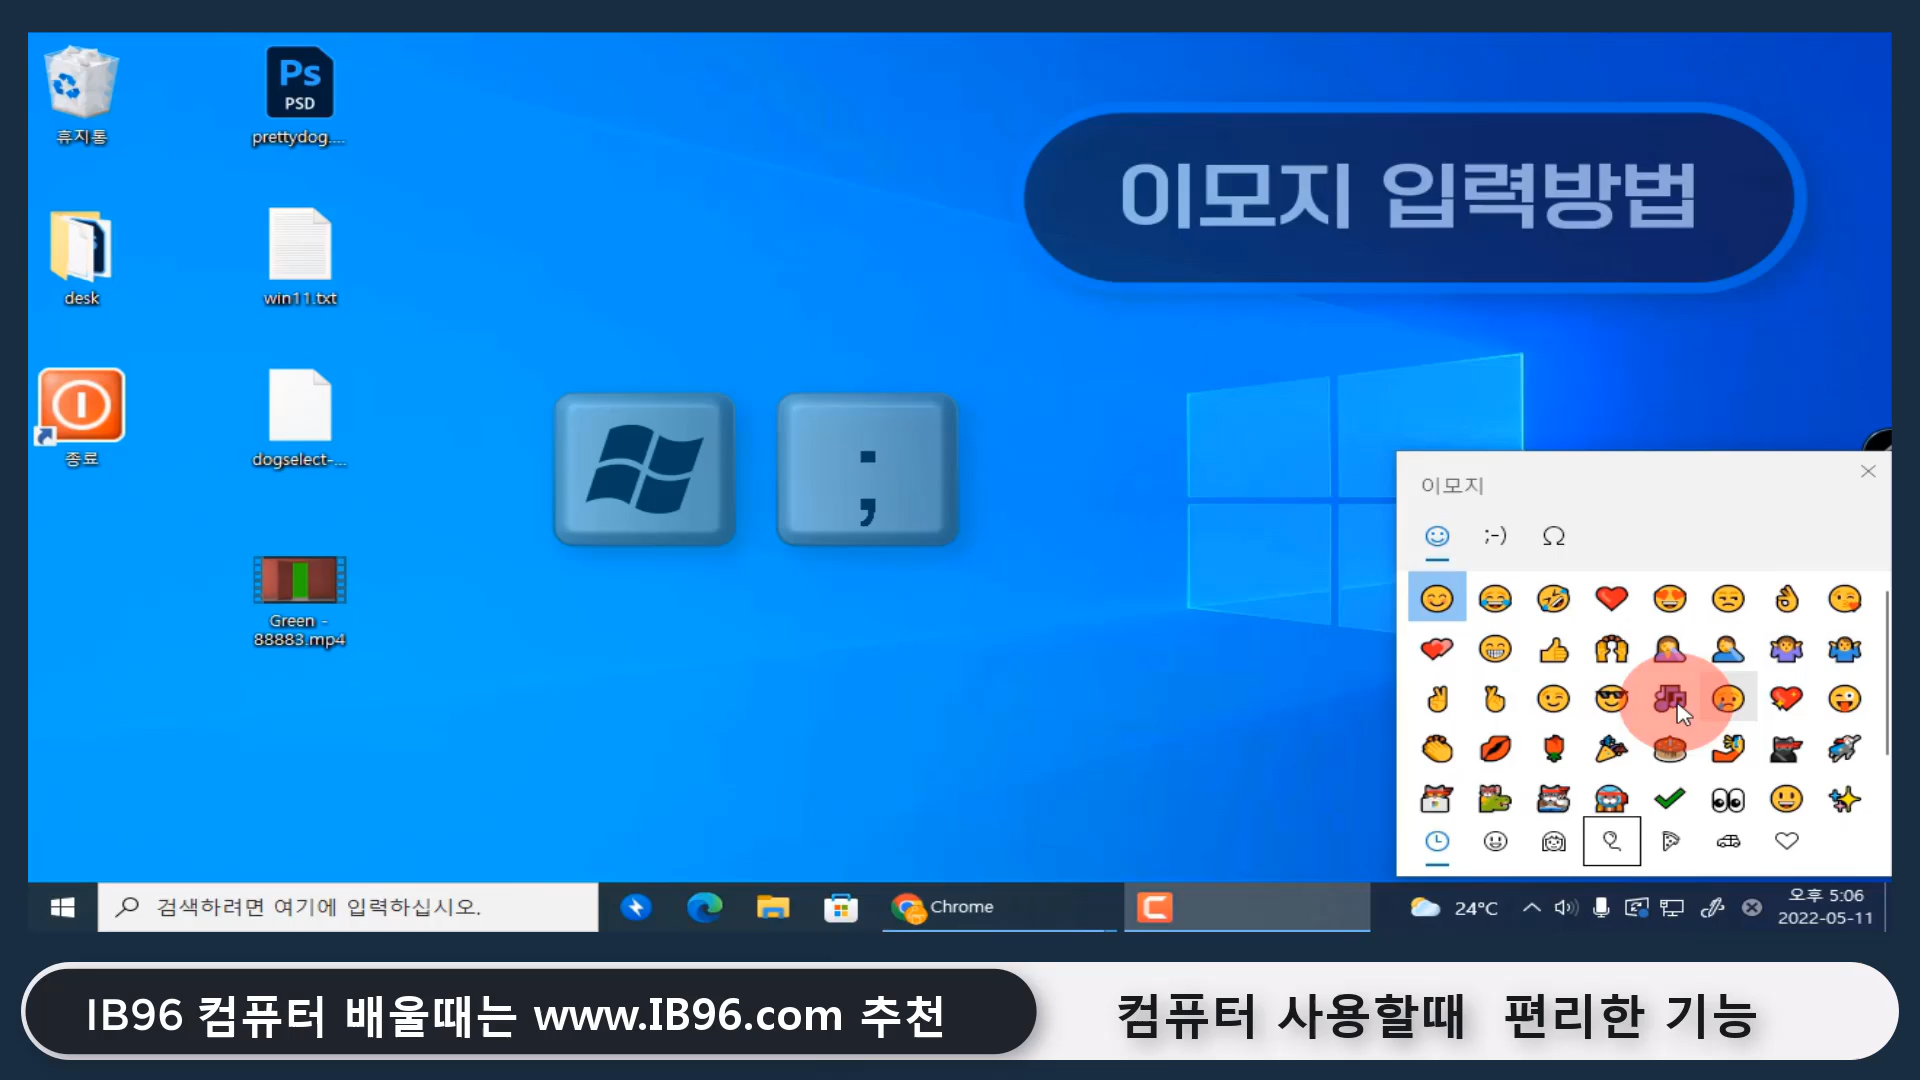 휴지통
Ps
PSD
prettydog....
이모지 입력방법
desk
win11.txt
종료
dogselect-...
;
Green -
88883.mp4
이모지
;-)
Ω
검색하려면 여기에 입력하십시오.
Chrome
24°C
오후 5:06
2022-05-11
IB96 컴퓨터 배울때는 www.IB96.com 추천
컴퓨터 사용할때 편리한 기능